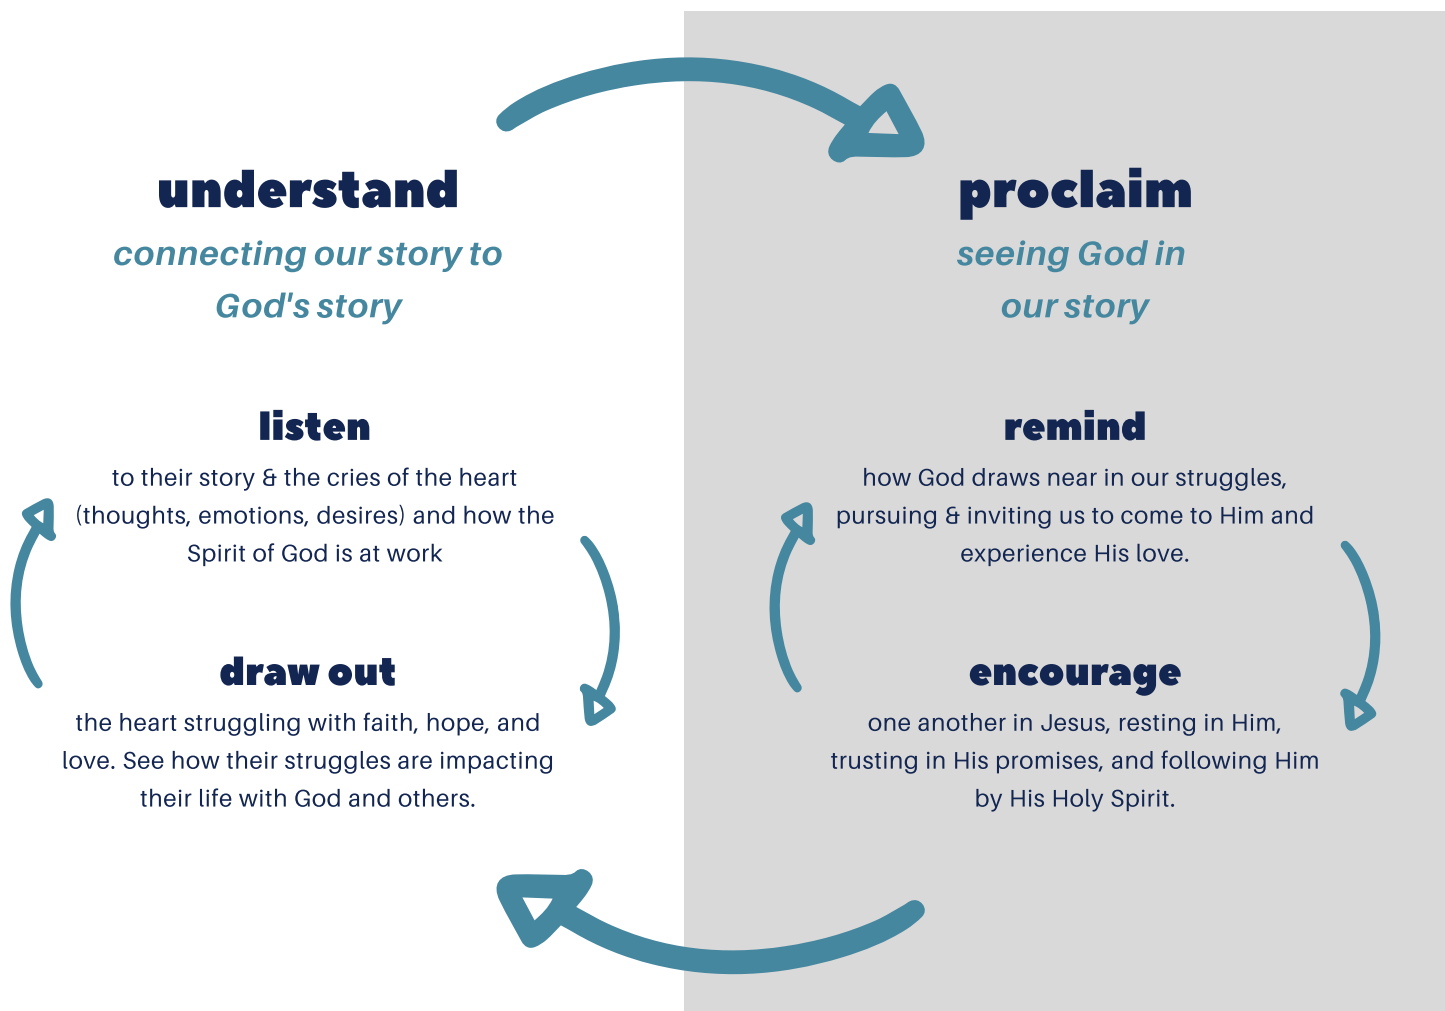 understand
connecting our story to
God's story
listen
to their story & the cries of the heart
(thoughts, emotions, desires) and how the
Spirit of God is at work
draw out
the heart struggling with faith, hope, and
love. See how their struggles are impacting
their life with God and others.
proclaim
seeing God in
our story
remind
how God draws near in our struggles,
pursuing & inviting us to come to Him and
experience His love.
encourage
one another in Jesus, resting in Him,
trusting in His promises, and following Him
by His Holy Spirit.